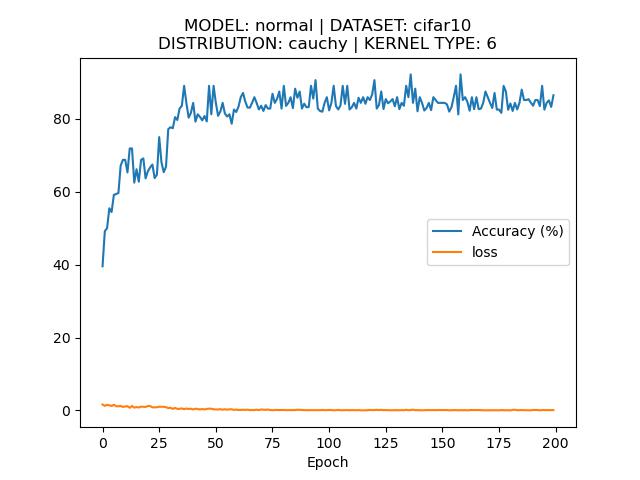 MODEL: normal | DATASET: cifar10
DISTRIBUTION: cauchy | KERNEL TYPE: 6
80
60
40
20
0
Accuracy (%)
loss
0 25 50 75 100 125 150 175 200
Epoch